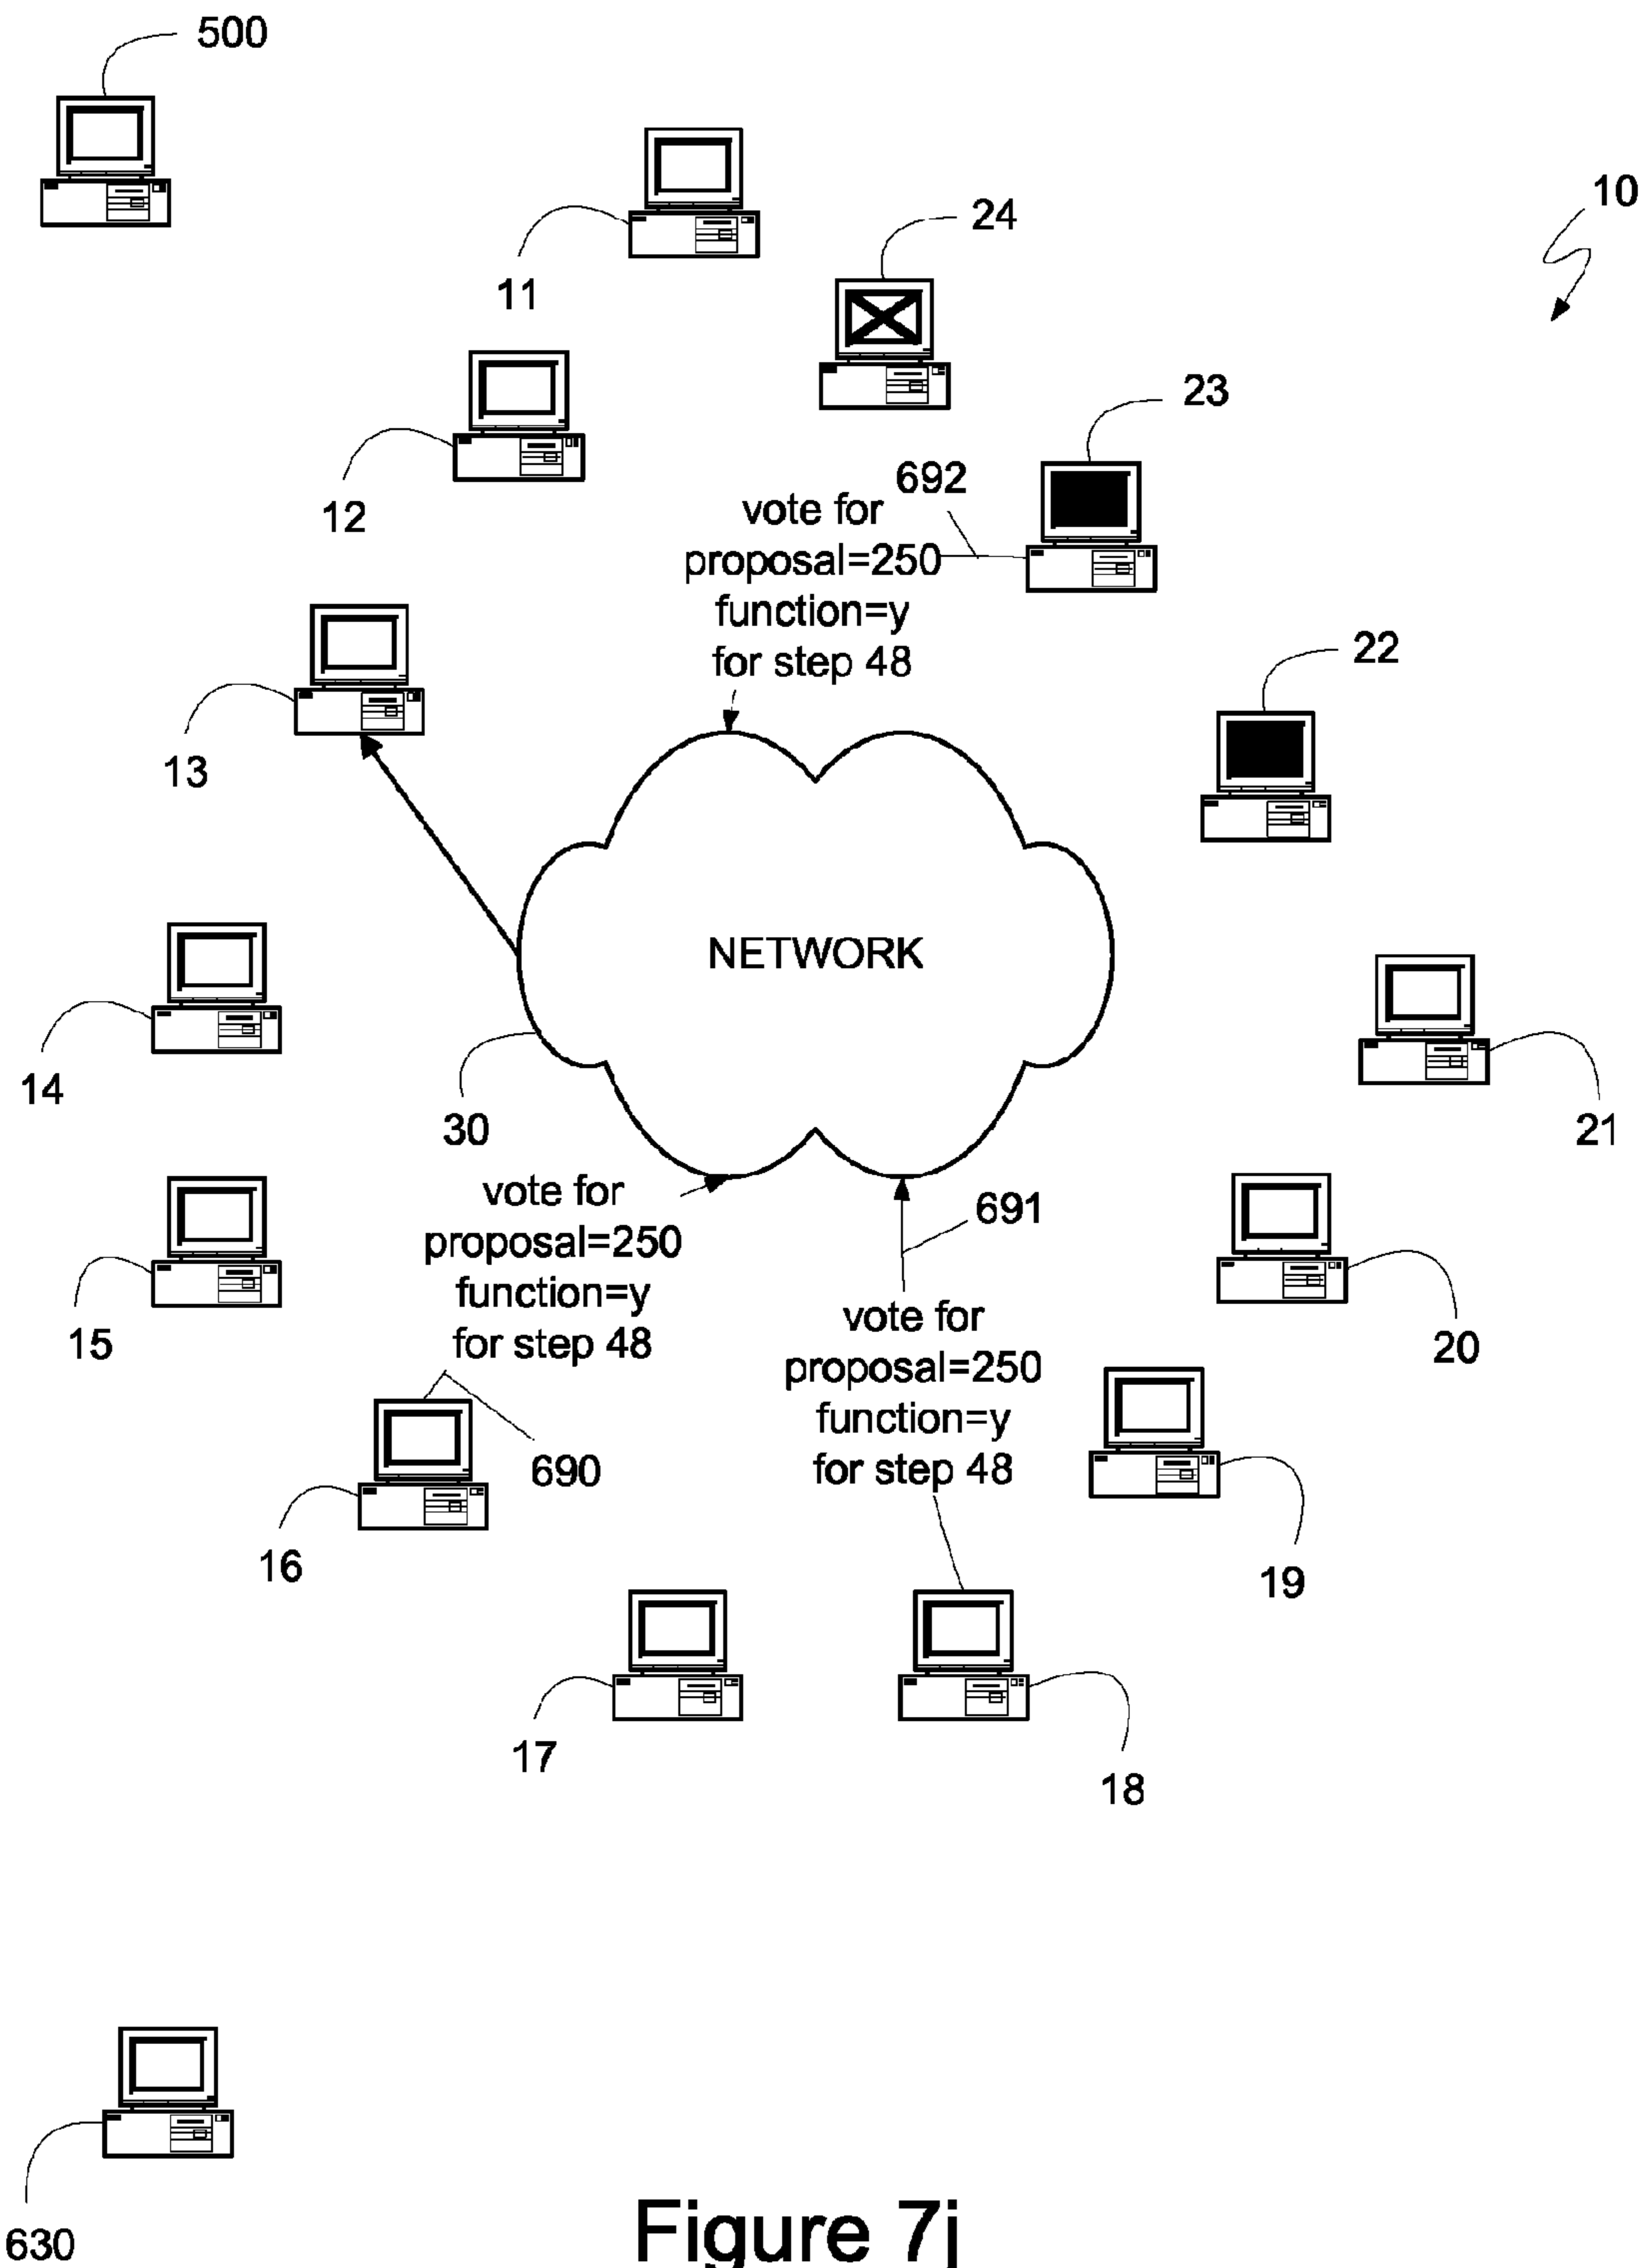 500
11
24
10
12
692
23
vote for
proposal=250
function=y
for step 48
13
22
NETWORK
14
30
21
15
vote for
proposal=250
function=y
for step 48
691
20
vote for
proposal=250
function=y
for step 48
16
690
19
17
18
630
Figure 7j